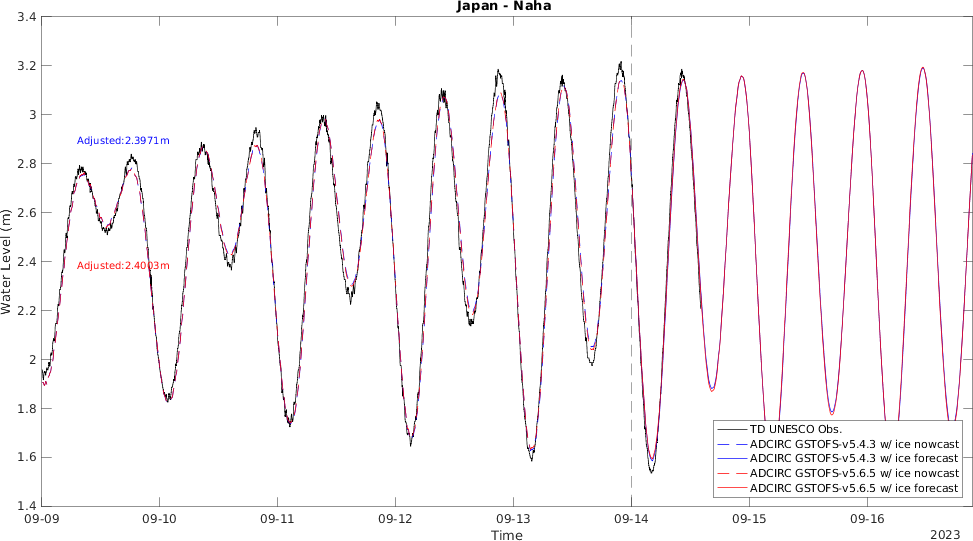 Japan - Naha
3.4
3.2
3
2.8
2.6
2.4
2.2
2
1.8
1.6
1.4
Water Level (m)
Adjusted:2.3971m
Adjusted:2.4003m
TD UNESCO Obs.
ADCIRC GSTOFS-v5.4.3 w/ ice nowcast
ADCIRC GSTOFS-v5.4.3 w/ ice forecast
ADCIRC GSTOFS-v5.6.5 w/ ice nowcast
ADCIRC GSTOFS-v5.6.5 w/ ice forecast
09-09 09-10 09-11 09-12 09-13 09-14 09-15 09-16
Time
2023